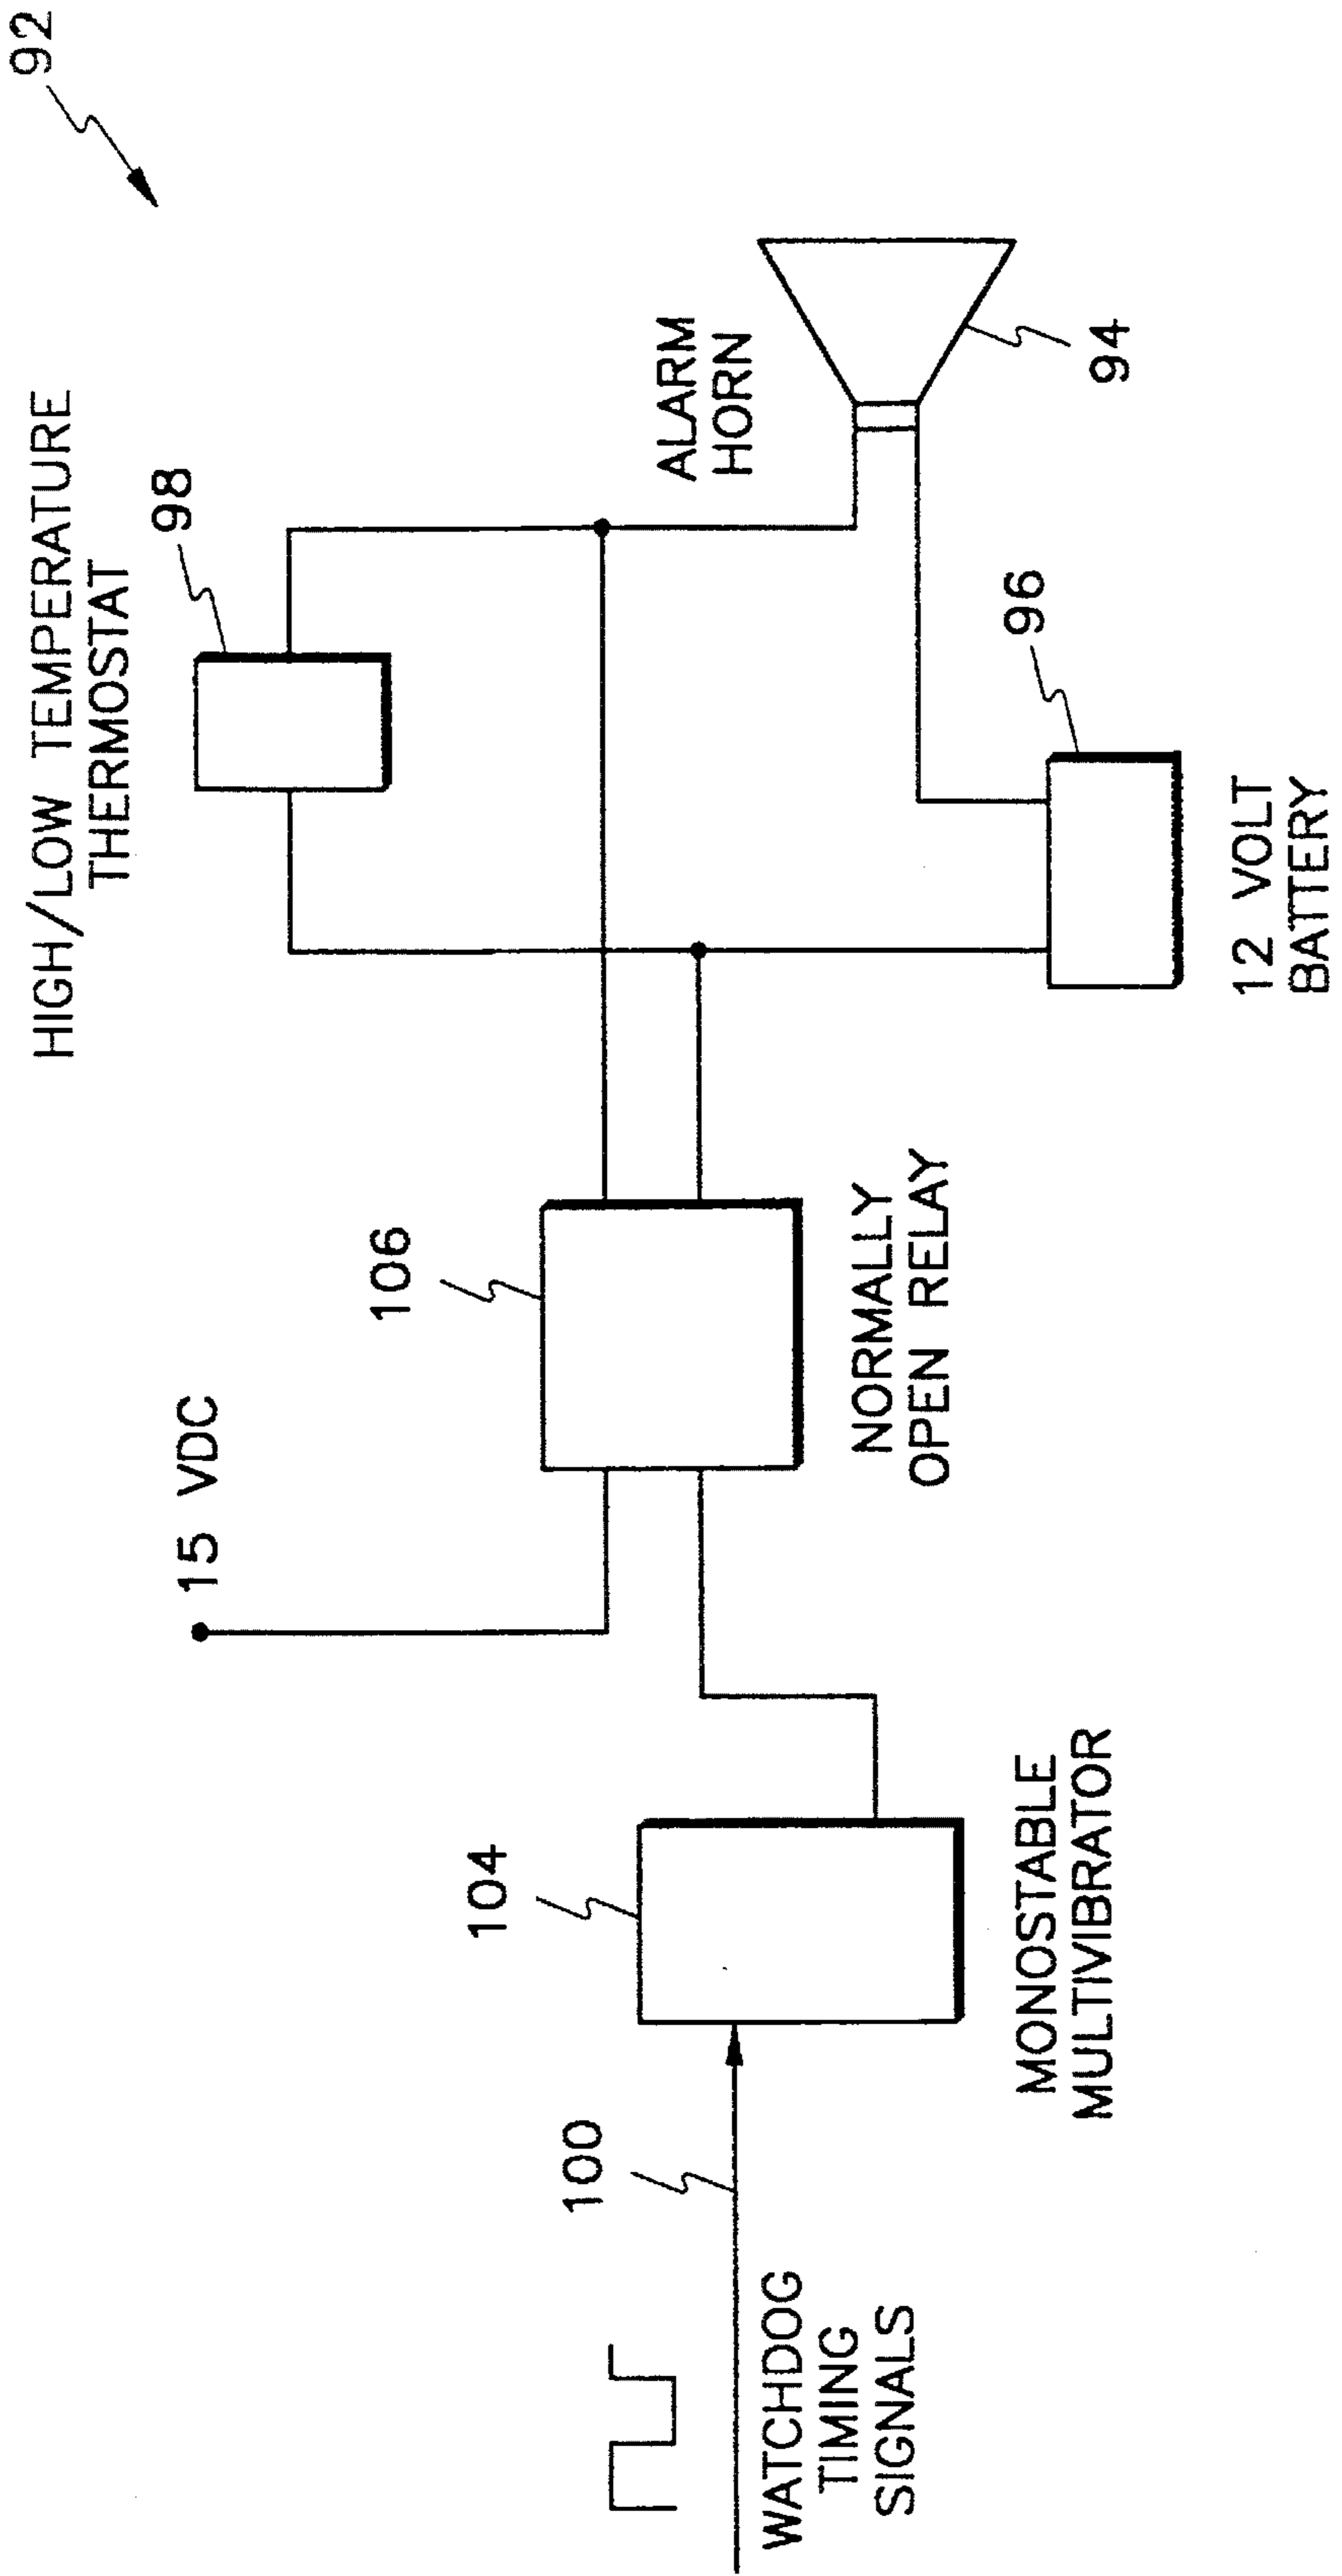 92
HIGH/LOW TEMPERATURE
THERMOSTAT
98
ALARM
HORN
94
96
12 VOLT
BATTERY
15 VDC
106
NORMALLY
OPEN RELAY
104
MONOSTABLE
MULTIVIBRATOR
100
WATCHDOG
TIMING
SIGNALS